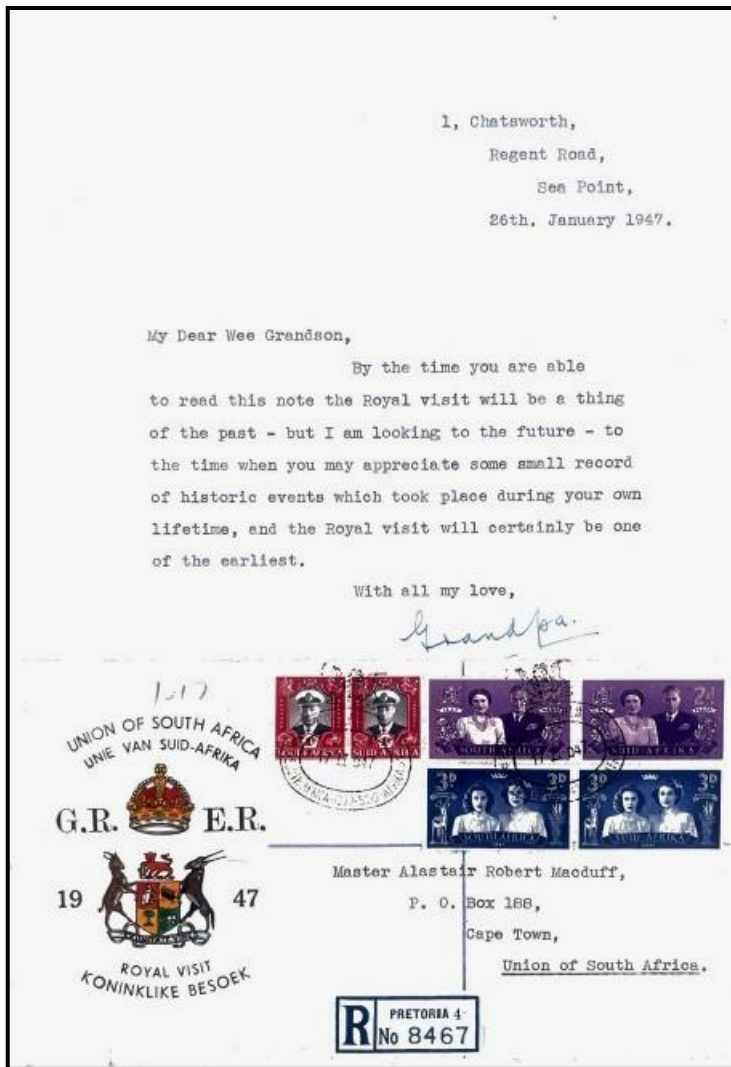 1, Chatsworth,
Regent Road,
Sea Point,
26th. January 1947.
My Dear Wee Grandson,
By the time you are able
to read this note the Royal visit will be a thing
of the past - but I am looking to the future - to
the time when you may appreciate some small record
of historic events which took place during your own
lifetime, and the Royal visit will certainly be one
of the earliest.
With all my love,
Grandpa.
UNION OF SOUTH AFRICA
UNIE VAN SUID-AFRIKA
G.R. E.R.
19 47
ROYAL VISIT
KONINKLIKE BESOEK
SOUTH AFRICA
SUID-AFRIKA
SOUTH AFRICA
2d
SUID-AFRIKA
3D 3D
SOUTH AFRICA
SUID-AFRIKA
Master Alastair Robert Macduff,
P. O. Box 188,
Cape Town,
Union of South Africa.
R PRETORIA 4
No 8467